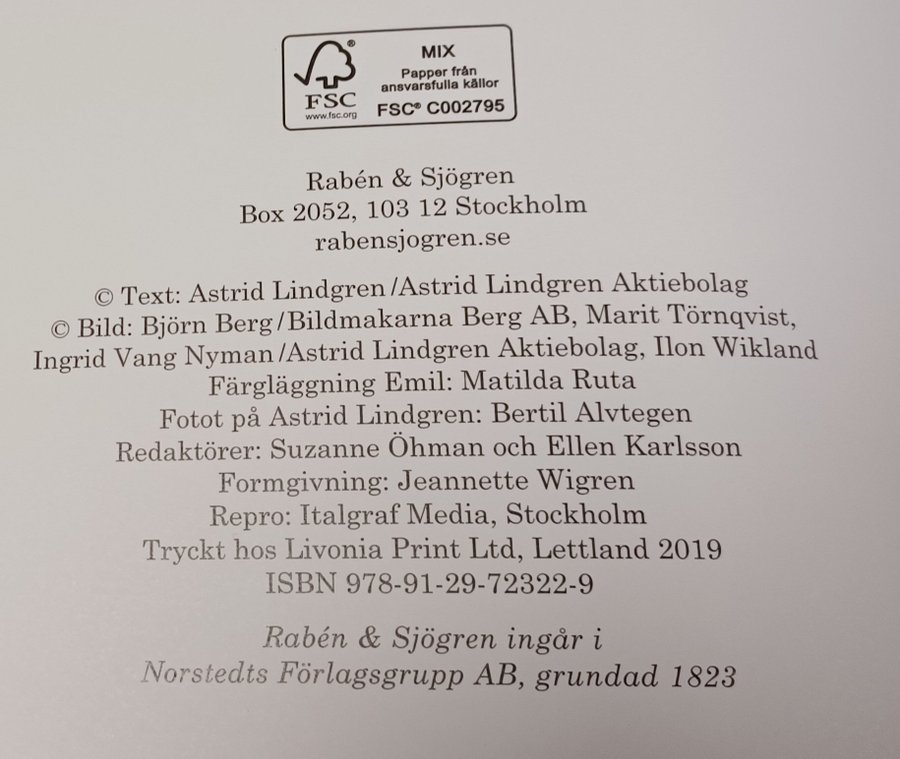 FSC®
www.fsc.org
MIX
Papper från
ansvarsfulla källor
FSC® C002795
Rabén & Sjögren
Box 2052, 103 12 Stockholm
rabensjogren.se
© Text: Astrid Lindgren/Astrid Lindgren Aktiebolag
© Bild: Björn Berg/Bildmakarna Berg AB, Marit Törnqvist,
Ingrid Vang Nyman/Astrid Lindgren Aktiebolag, Ilon Wikland
Färgläggning Emil: Matilda Ruta
Fotot på Astrid Lindgren: Bertil Alvtegen
Redaktörer: Suzanne Öhman och Ellen Karlsson
Formgivning: Jeannette Wigren
Repro: Italgraf Media, Stockholm
Tryckt hos Livonia Print Ltd, Lettland 2019
ISBN 978-91-29-72322-9
Rabén & Sjögren ingår i
Norstedts Förlagsgrupp AB, grundad 1823